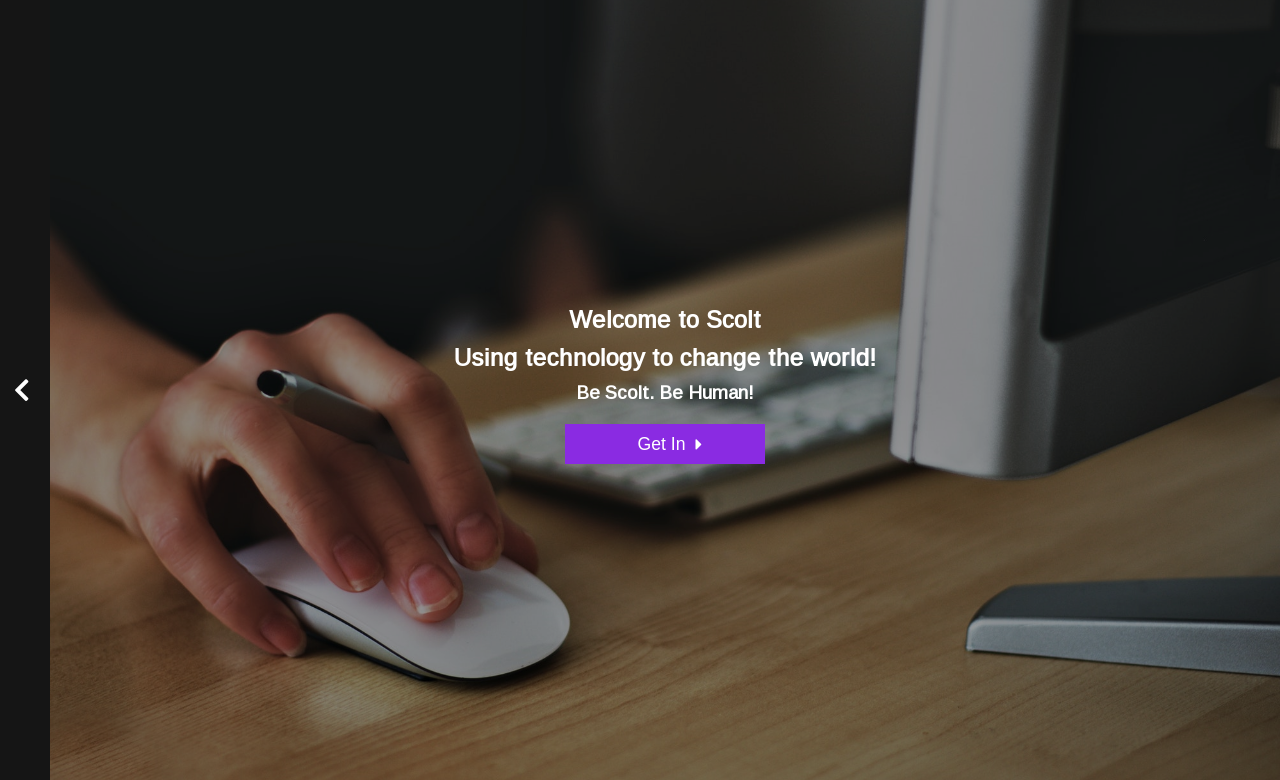 Welcome to Scolt
Using technology to change the world!
Be Scolt. Be Human!
Get In